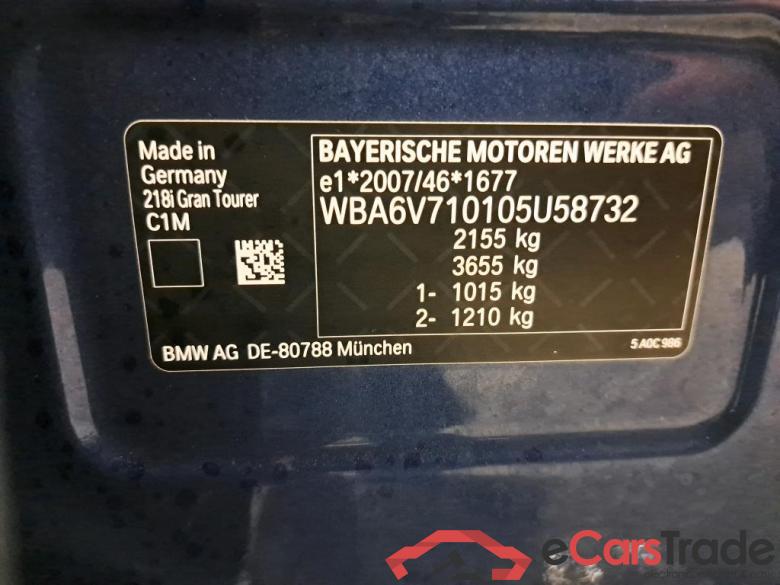 Made in
Germany
218i Gran Tourer
C1M
BAYERISCHE MOTOREN WERKE AG
e1*2007/46*1677
WBA6V710105U58732
2155 kg
3655 kg
1- 1015 kg
2- 1210 kg
BMW AG DE-80788 München
5 A0C 986
eCarsTrade